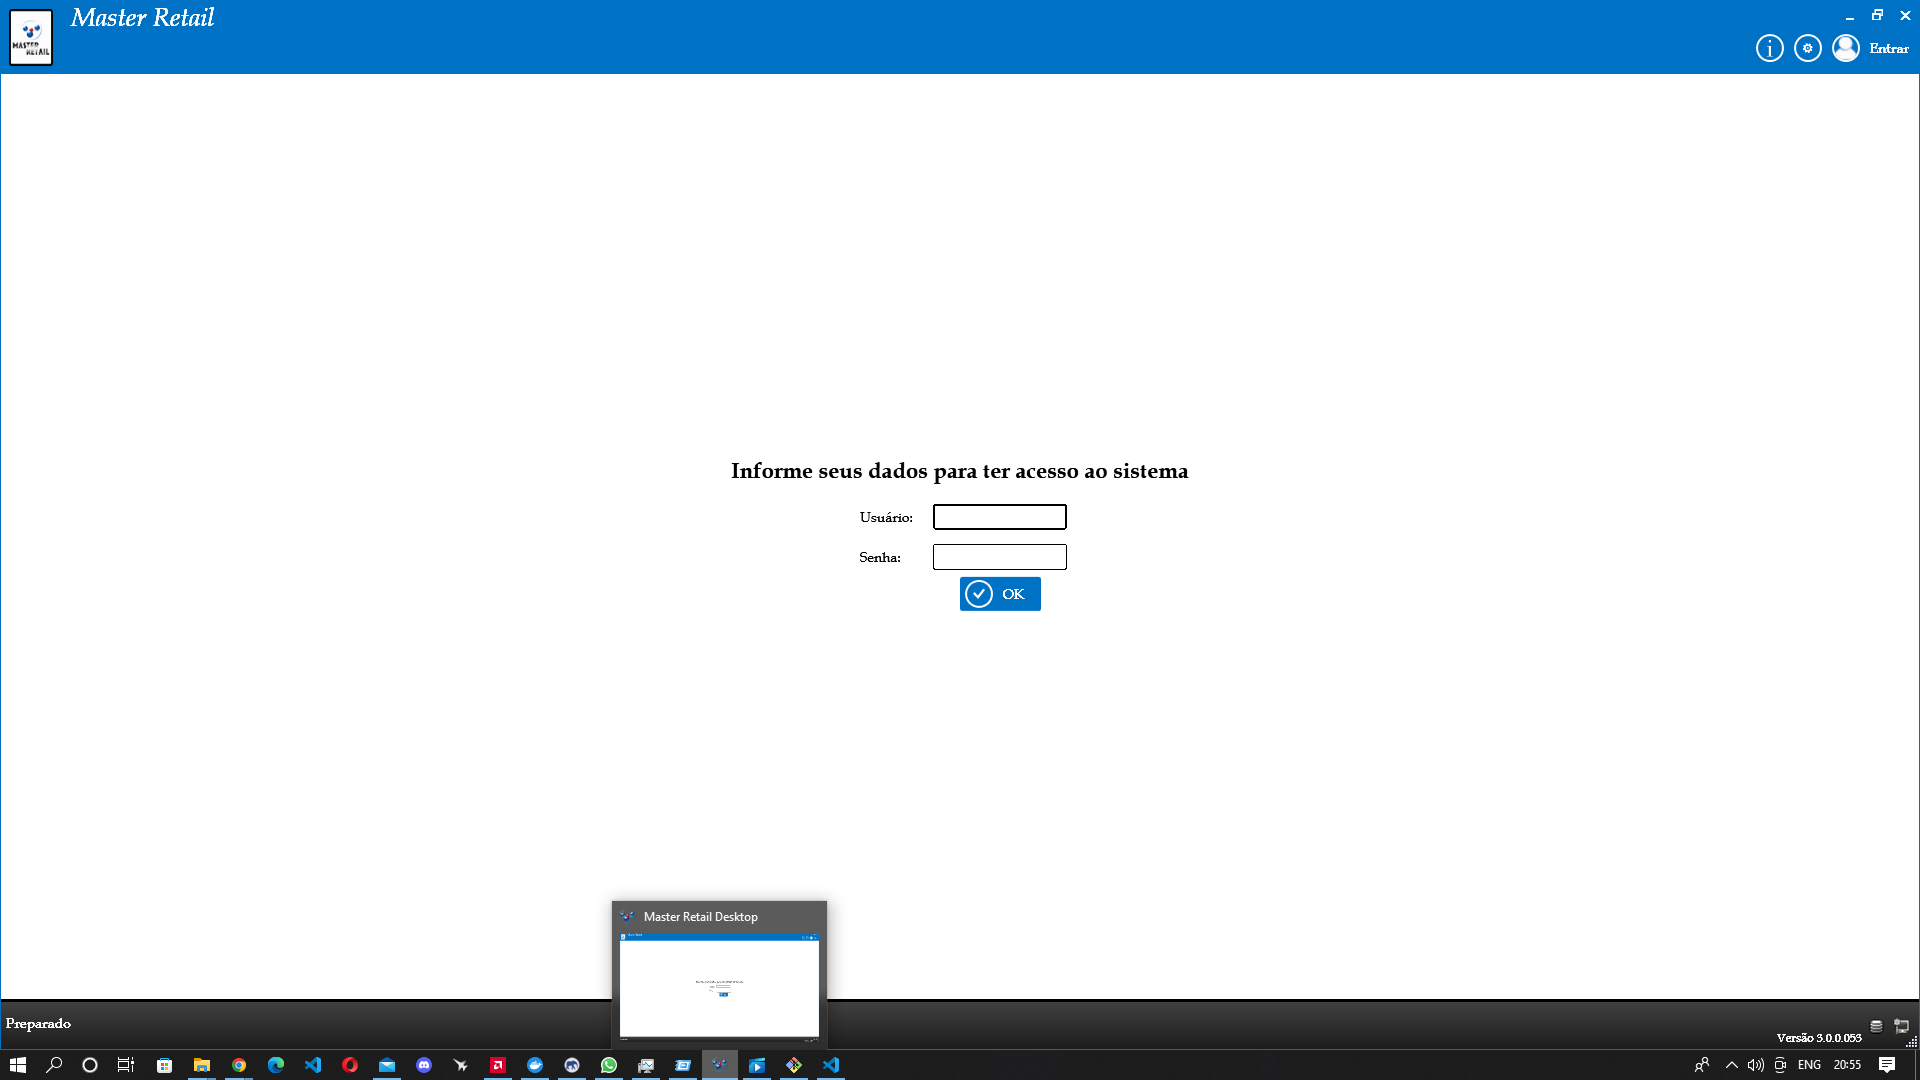 Master Retail
MASTER
RETAIL
Entrar
Informe seus dados para ter acesso ao sistema
Usuário:
Senha:
OK
Master Retail Desktop
Preparado
Versão 3.0.0.053
ENG
20:55